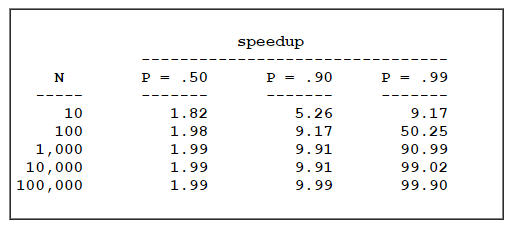 speedup
--------------------------------
N P = .50 P = .90 P = .99
----- ------- ------- -------
10 1.82 5.26 9.17
100 1.98 9.17 50.25
1,000 1.99 9.91 90.99
10,000 1.99 9.91 99.02
100,000 1.99 9.99 99.90